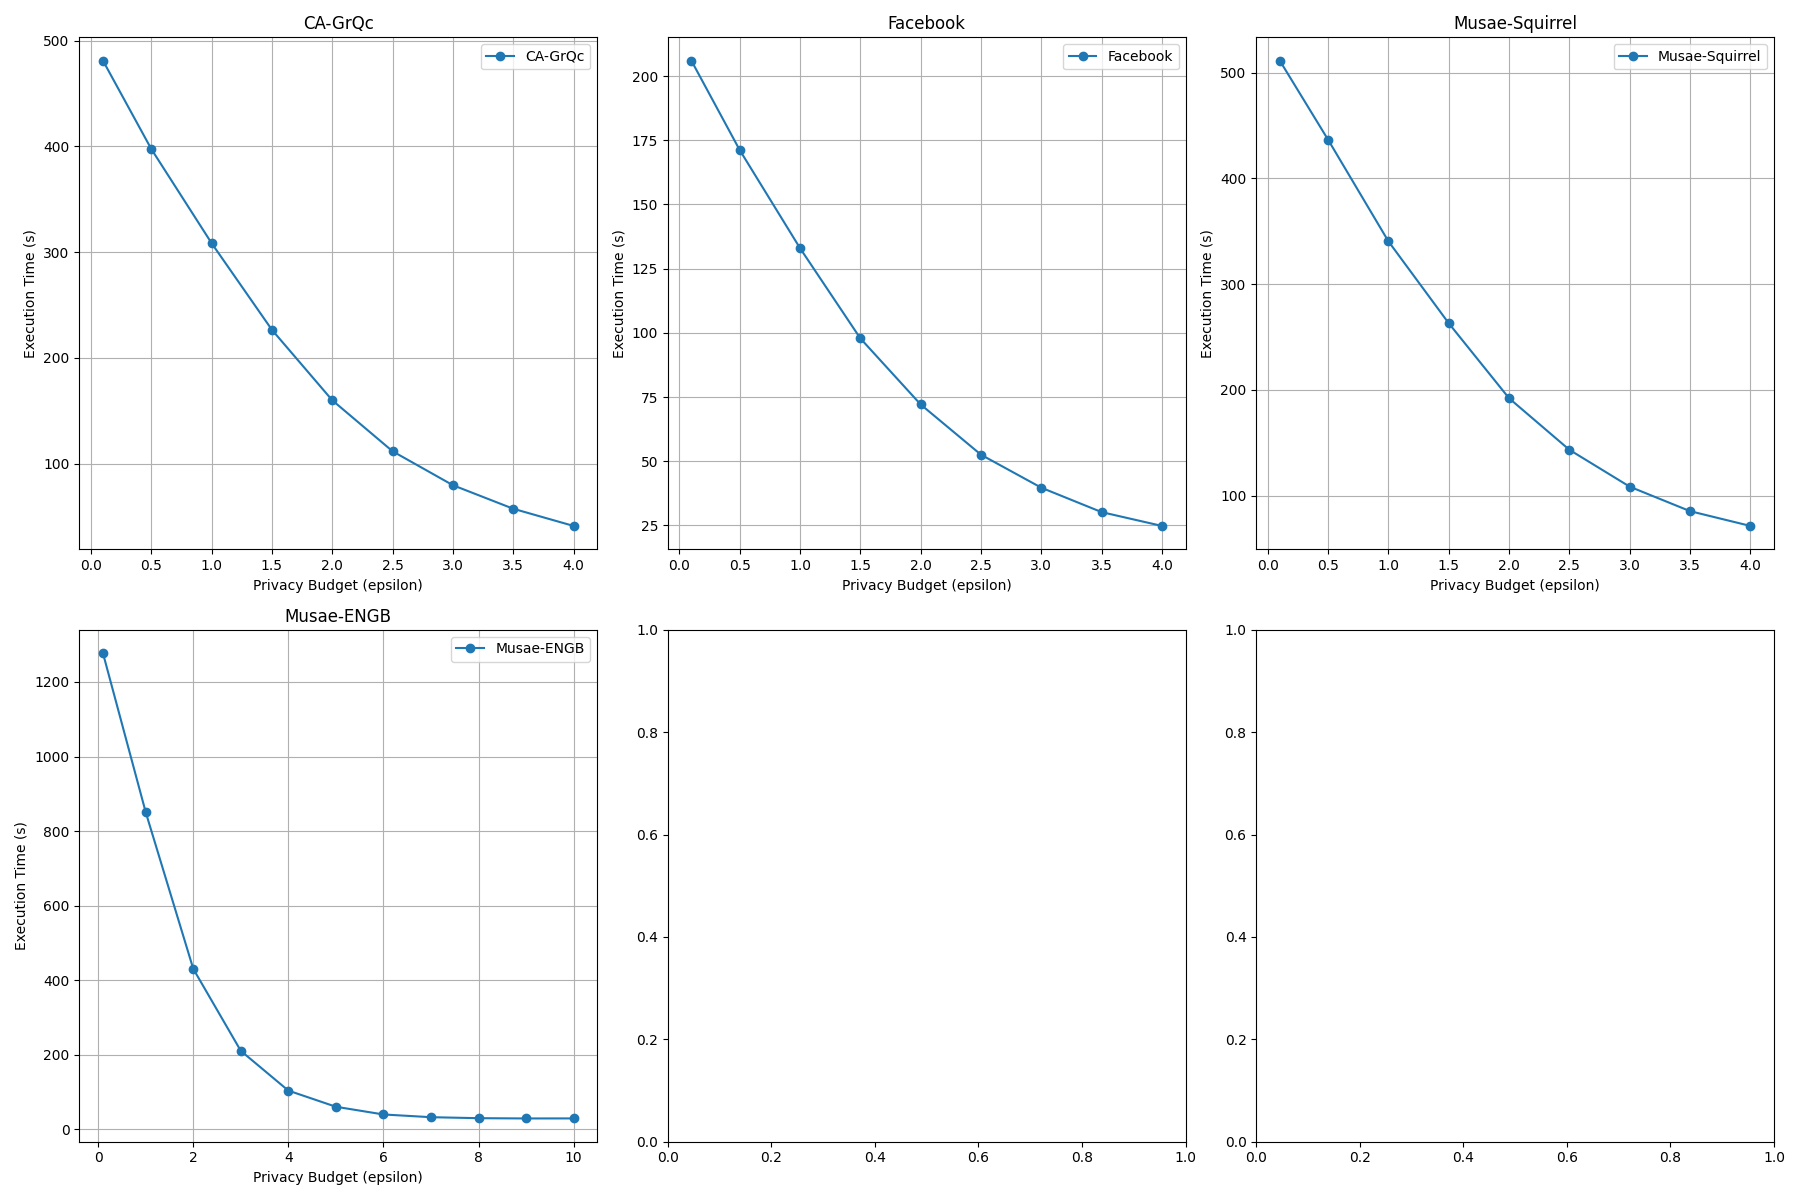 CA-GrQc
500
400
300
200
100
Execution Time (s)
CA-GrQc
0.0 0.5 1.0 1.5 2.0 2.5 3.0 3.5 4.0
Privacy Budget (epsilon)
Facebook
200
175
150
125
100
75
50
25
Execution Time (s)
Facebook
0.0 0.5 1.0 1.5 2.0 2.5 3.0 3.5 4.0
Privacy Budget (epsilon)
Musae-Squirrel
500
400
300
200
100
Execution Time (s)
Musae-Squirrel
0.0 0.5 1.0 1.5 2.0 2.5 3.0 3.5 4.0
Privacy Budget (epsilon)
Musae-ENGB
1200
1000
800
600
400
200
0
Execution Time (s)
Musae-ENGB
0 2 4 6 8 10
Privacy Budget (epsilon)
1.0
0.8
0.6
0.4
0.2
0.0
0.0 0.2 0.4 0.6 0.8 1.0
1.0
0.8
0.6
0.4
0.2
0.0
0.0 0.2 0.4 0.6 0.8 1.0